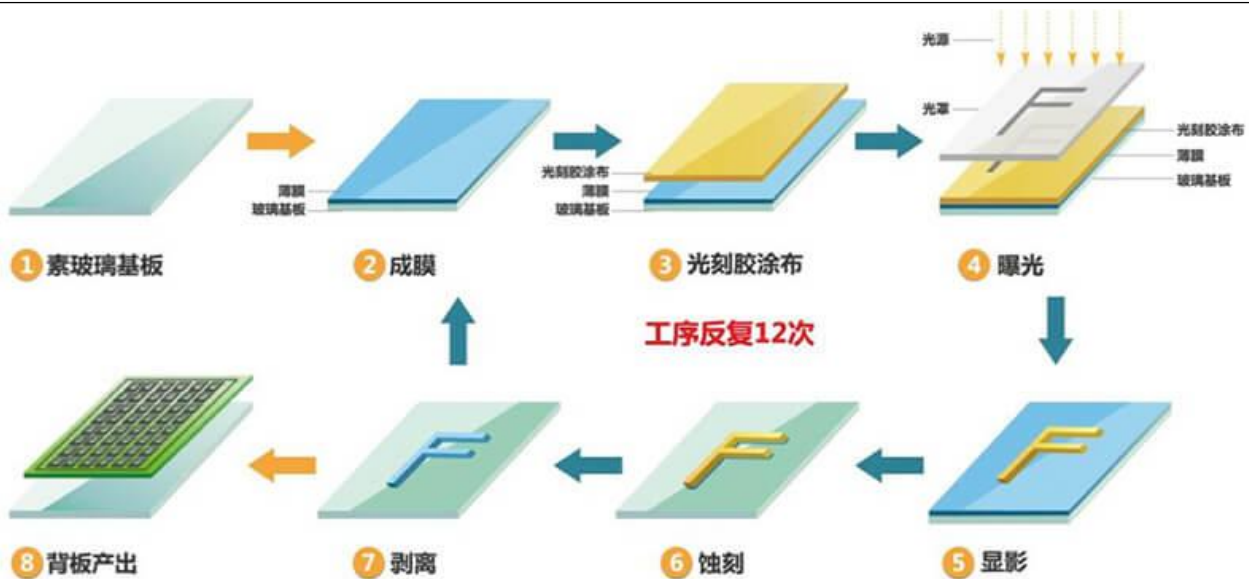 光源
光罩
光刻胶涂布
薄膜
玻璃基板
光刻胶涂布
薄膜
玻璃基板
薄膜
玻璃基板
1 素玻璃基板
2 成膜
3 光刻胶涂布
4 曝光
工序反复12次
8 背板产出
7 剥离
6 蚀刻
5 显影